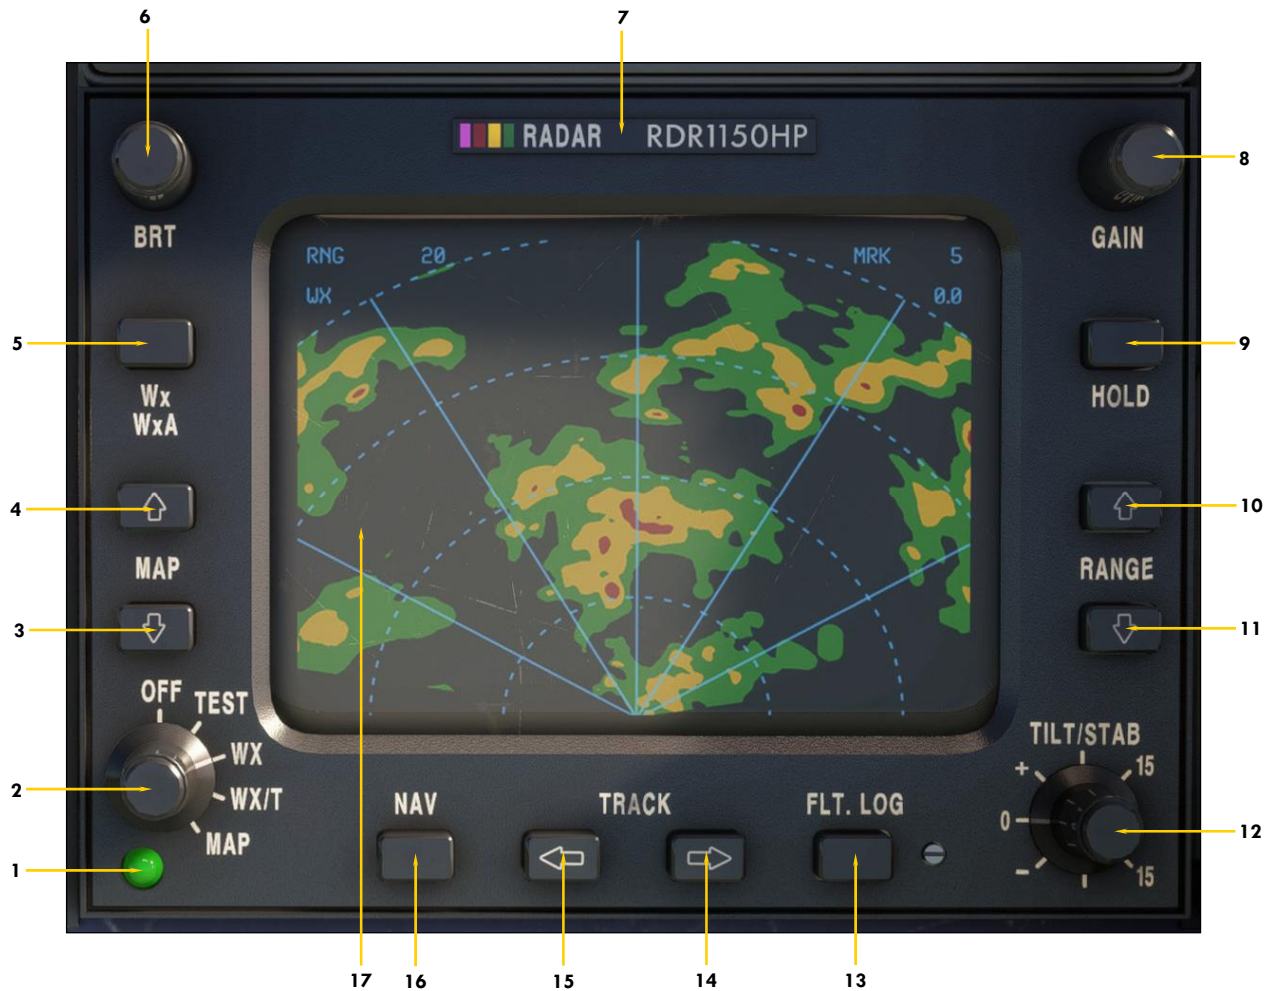 6
7
RADAR RDR1150HP
8
BRT
GAIN
RNG 20
MRK 5
WX
0.0
5
9
Wx
WxA
HOLD
4
10
MAP
RANGE
3
11
OFF
TEST
WX
WX/T
MAP
2
1
TILT/STAB
+
15
0
-
15
12
NAV
TRACK
FLT. LOG
17
16
15
14
13